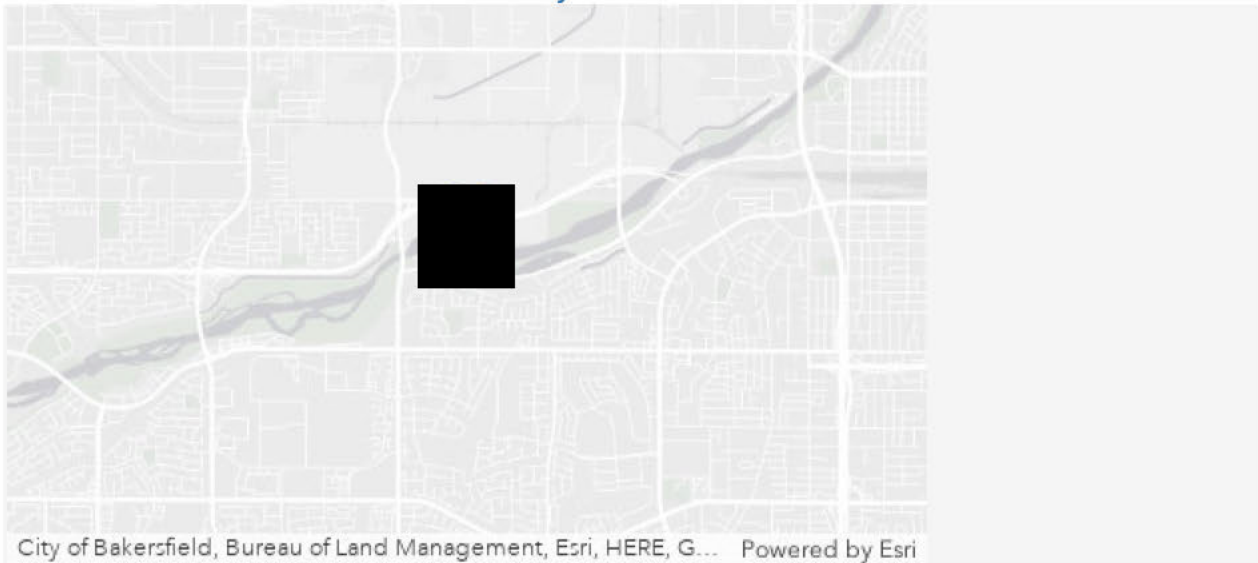 City of Bakersfield, Bureau of Land Management, Esri, HERE, G... Powered by Esri